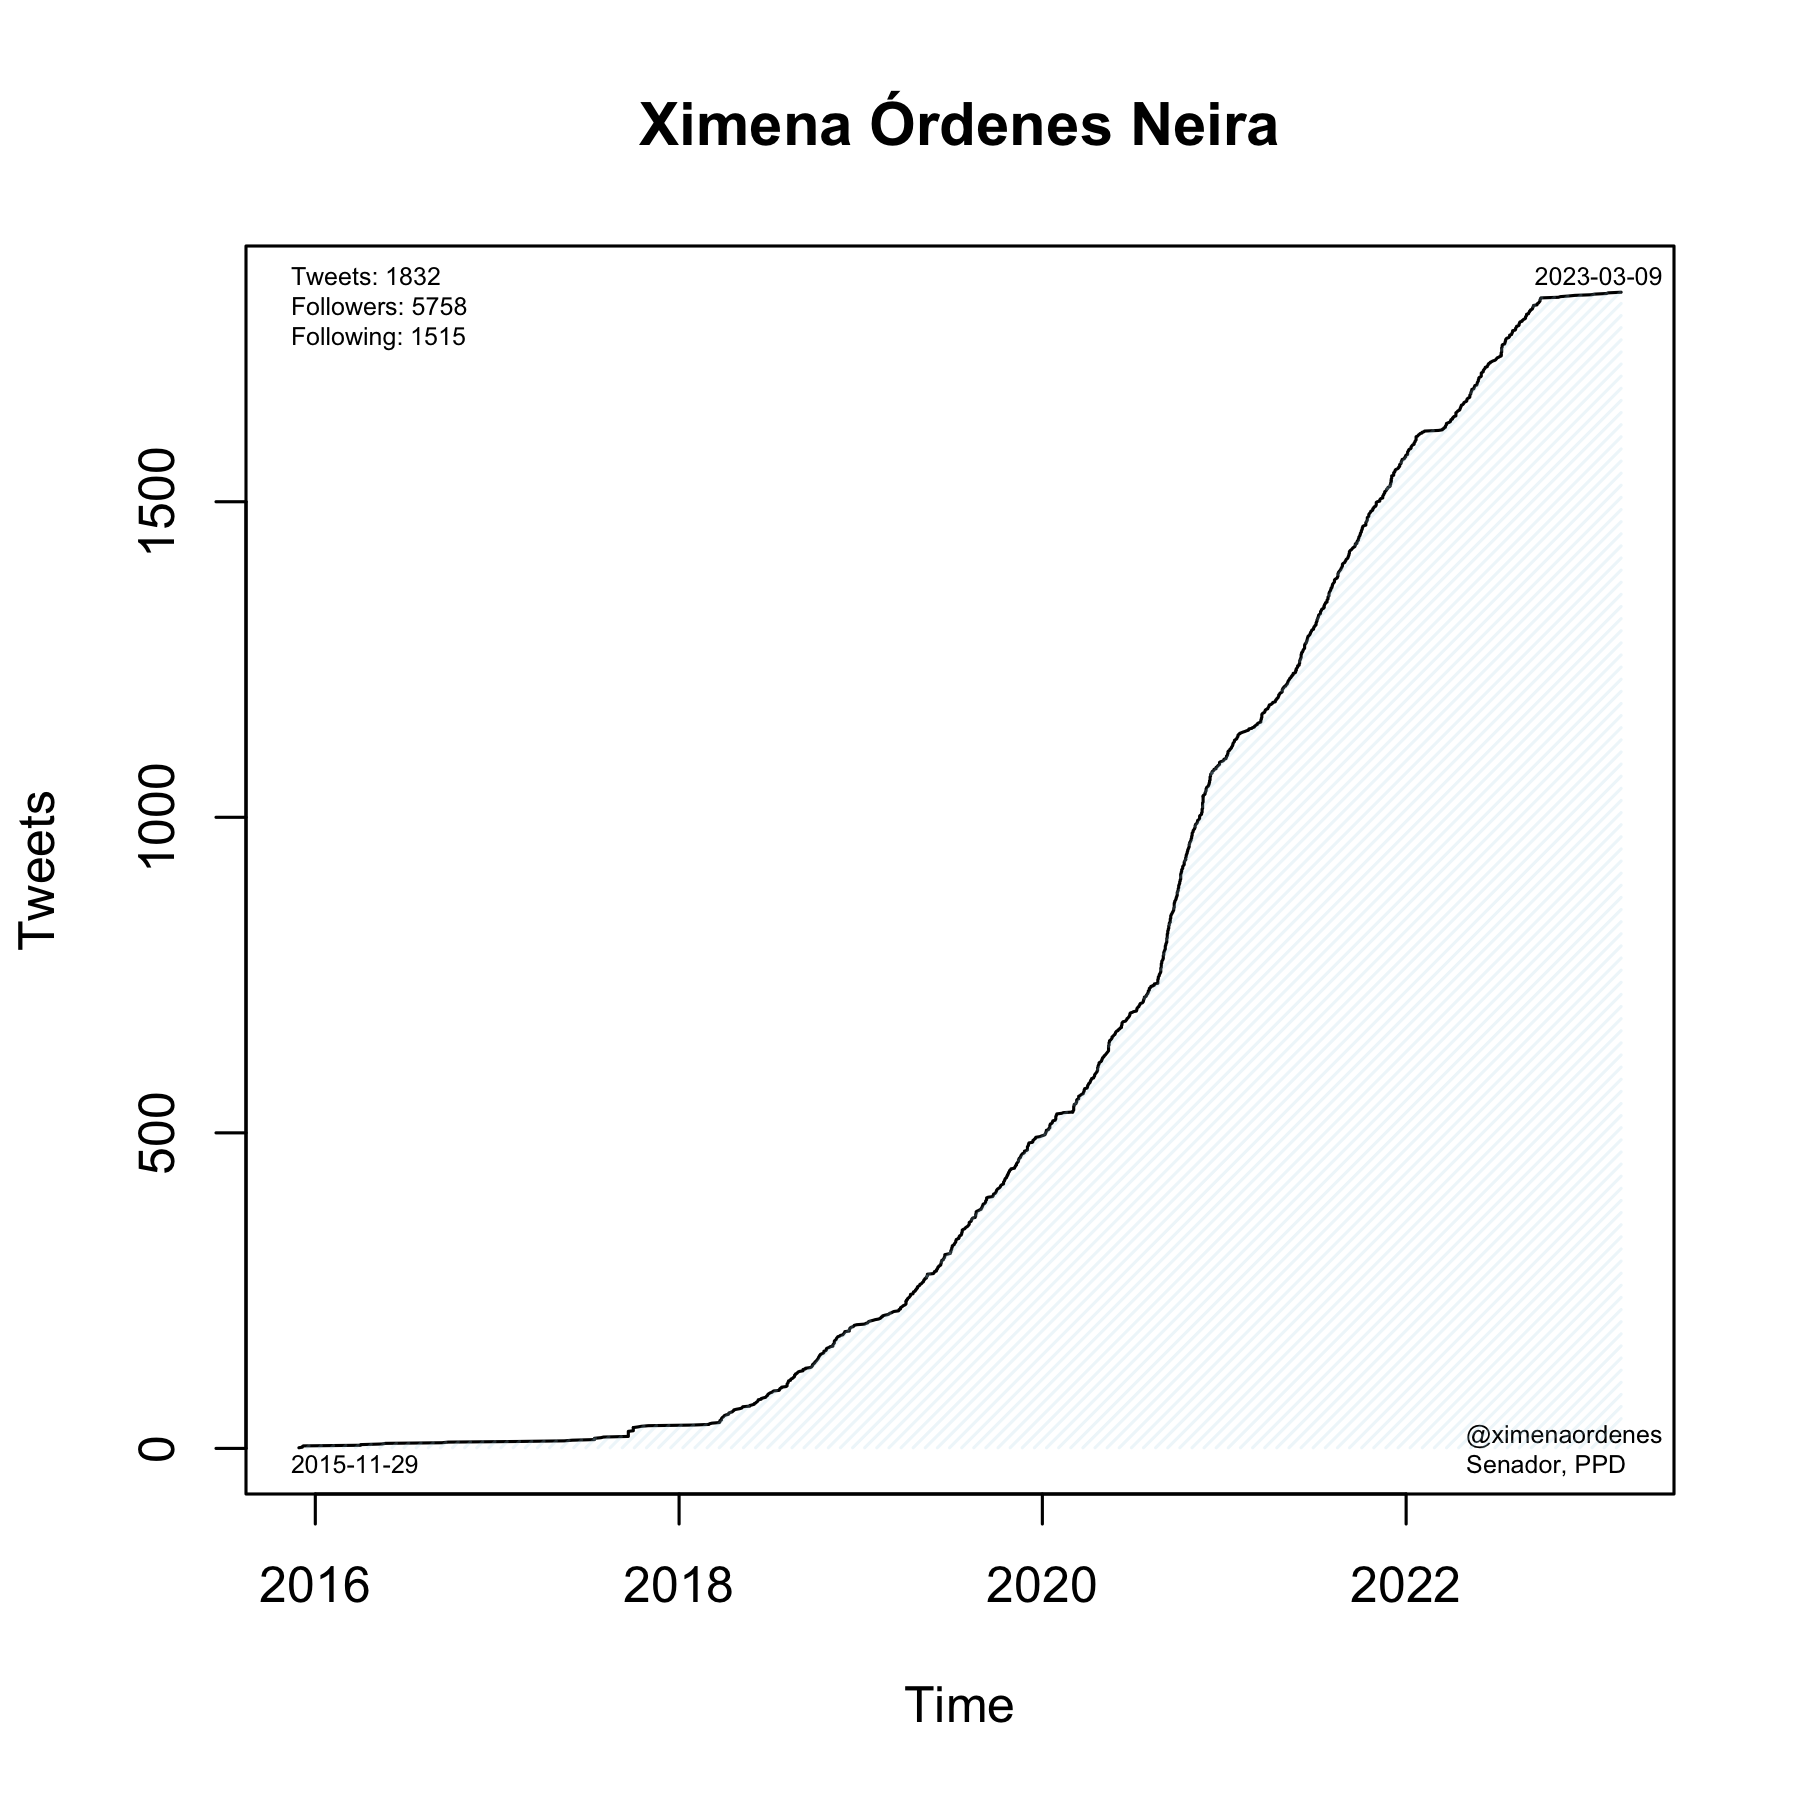 Ximena Órdenes Neira
Tweets: 1832
Followers: 5758
Following: 1515
2023-03-09
1500
1000
500
0
Tweets
@ximenaordenes
Senador, PPD
2015-11-29
2016
2018
2020
2022
Time